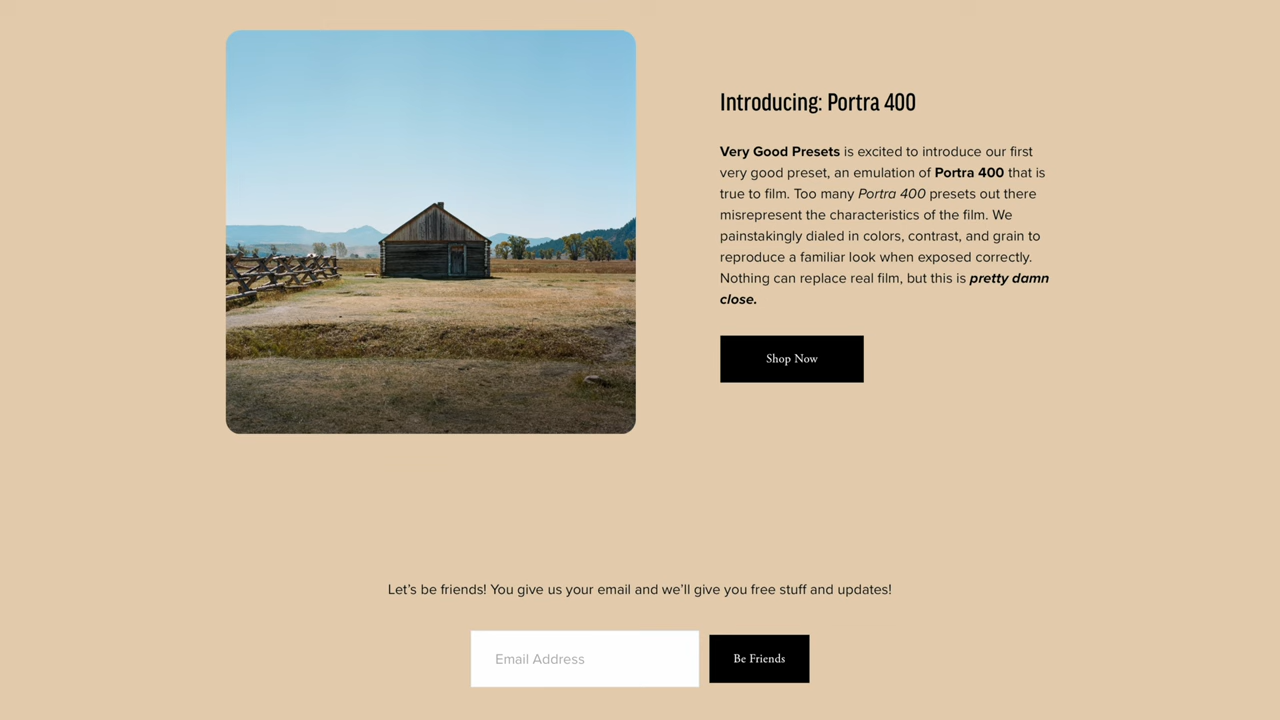 Introducing: Portra 400
Very Good Presets is excited to introduce our first
very good preset, an emulation of Portra 400 that is
true to film. Too many Portra 400 presets out there
misrepresent the characteristics of the film. We
painstakingly dialed in colors, contrast, and grain to
reproduce a familiar look when exposed correctly.
Nothing can replace real film, but this is pretty damn
close.
Shop Now
Let’s be friends! You give us your email and we’ll give you free stuff and updates!
Email Address
Be Friends